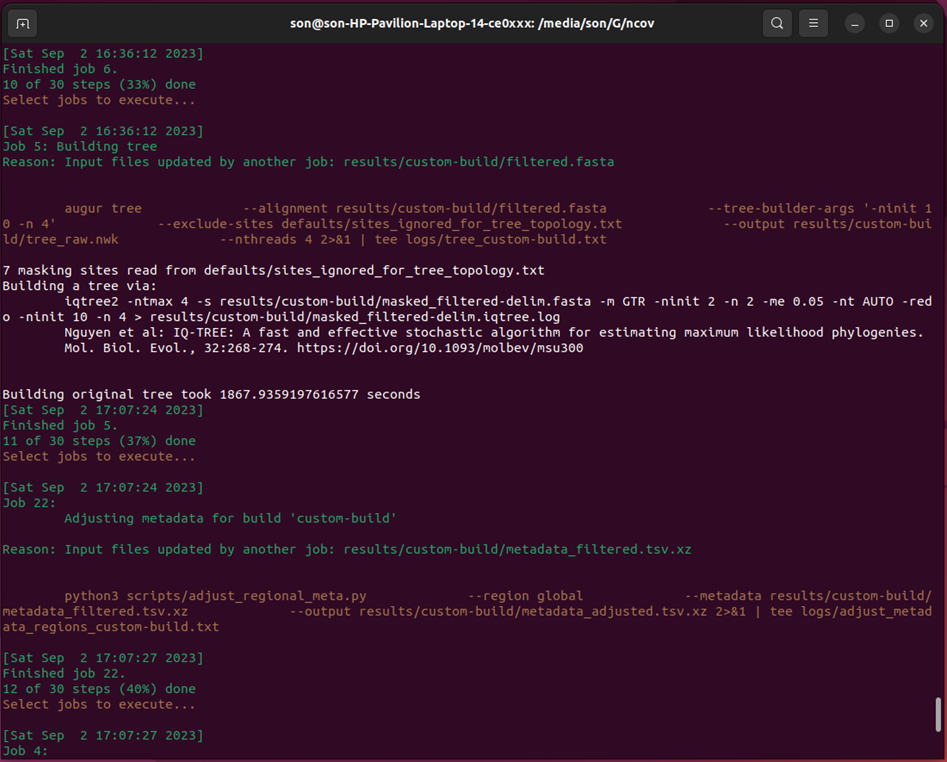 son@son-HP-Pavilion-Laptop-14-ce0xxx: /media/son/G/ncov
[Sat Sep  2 16:36:12 2023]
Finished job 6.
10 of 30 steps (33%) done
Select jobs to execute...
[Sat Sep  2 16:36:12 2023]
Job 5: Building tree
Reason: Input files updated by another job: results/custom-build/filtered.fasta
augur tree             --alignment results/custom-build/filtered.fasta             --tree-builder-args '-ninit 1
0 -n 4'             --exclude-sites defaults/sites_ignored_for_tree_topology.txt             --output results/custom-bui
ld/tree_raw.nwk             --nthreads 4 2>&1 | tee logs/tree_custom-build.txt
7 masking sites read from defaults/sites_ignored_for_tree_topology.txt
Building a tree via:
iqtree2 -ntmax 4 -s results/custom-build/masked_filtered-delim.fasta -m GTR -ninit 2 -n 2 -me 0.05 -nt AUTO -red
o -ninit 10 -n 4 > results/custom-build/masked_filtered-delim.iqtree.log
Nguyen et al: IQ-TREE: A fast and effective stochastic algorithm for estimating maximum likelihood phylogenies.
Mol. Biol. Evol., 32:268-274. https://doi.org/10.1093/molbev/msu300
Building original tree took 1867.9359197616577 seconds
[Sat Sep  2 17:07:24 2023]
Finished job 5.
11 of 30 steps (37%) done
Select jobs to execute...
[Sat Sep  2 17:07:24 2023]
Job 22:
Adjusting metadata for build 'custom-build'
Reason: Input files updated by another job: results/custom-build/metadata_filtered.tsv.xz
python3 scripts/adjust_regional_meta.py             --region global             --metadata results/custom-build/
metadata_filtered.tsv.xz             --output results/custom-build/metadata_adjusted.tsv.xz 2>&1 | tee logs/adjust_metad
ata_regions_custom-build.txt
[Sat Sep  2 17:07:27 2023]
Finished job 22.
12 of 30 steps (40%) done
Select jobs to execute...
[Sat Sep  2 17:07:27 2023]
Job 4: